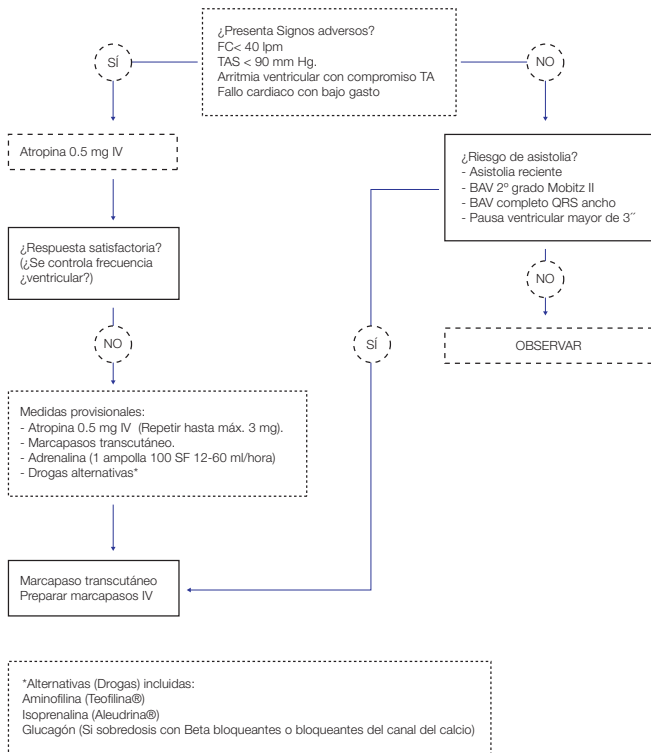 ¿Presenta Signos adversos?
FC< 40 lpm
TAS < 90 mm Hg.
Arritmia ventricular con compromiso TA
Fallo cardiaco con bajo gasto
SÍ
NO
Atropina 0.5 mg IV
¿Riesgo de asistolia?
- Asistolia reciente
- BAV 2º grado Mobitz II
- BAV completo QRS ancho
- Pausa ventricular mayor de 3´´
¿Respuesta satisfactoria?
(¿Se controla frecuencia
¿ventricular?)
NO
NO
SÍ
OBSERVAR
Medidas provisionales:
- Atropina 0.5 mg IV (Repetir hasta máx. 3 mg).
- Marcapasos transcutáneo.
- Adrenalina (1 ampolla 100 SF 12-60 ml/hora)
- Drogas alternativas*
Marcapaso transcutáneo
Preparar marcapasos IV
*Alternativas (Drogas) incluidas:
Aminofilina (Teofilina®)
Isoprenalina (Aleudrina®)
Glucagón (Si sobredosis con Beta bloqueantes o bloqueantes del canal del calcio)